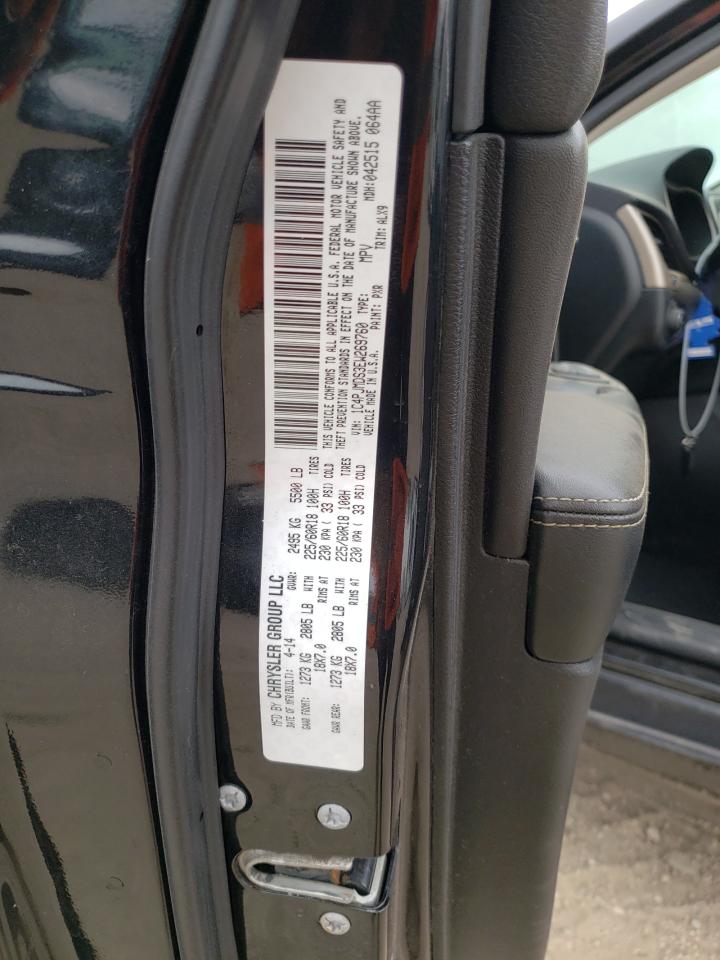 MFD BY CHRYSLER GROUP LLC
DATE OF MFR(BUILT): 4-14 GVWR: 2495 KG 5500 LB
GAWR FRONT: 1273 KG 2805 LB WITH 225/60R18 100H TIRES
18X7.0 RIMS AT 230 KPA ( 33 PSI) COLD
GAWR REAR: 1273 KG 2805 LB WITH 225/60R18 100H TIRES
18X7.0 RIMS AT 230 KPA ( 33 PSI) COLD
THIS VEHICLE CONFORMS TO ALL APPLICABLE U.S.A. FEDERAL MOTOR VEHICLE SAFETY AND
THEFT PREVENTION STANDARDS IN EFFECT ON THE DATE OF MANUFACTURE SHOWN ABOVE.
VIN: 1C4PJMDS3EW269760 TYPE: MPV MDH:042515 064AA
VEHICLE MADE IN U.S.A. PAINT: PXR TRIM: ALX9